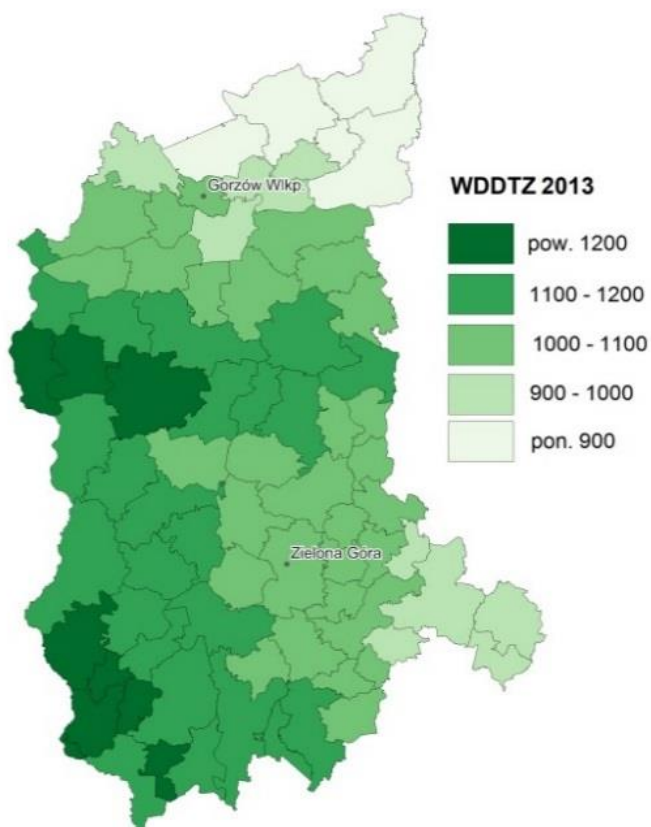 Gorzów Wlkp.
WDDTZ 2013
pow. 1200
1100 - 1200
1000 - 1100
900 - 1000
pon. 900
Zielona Góra